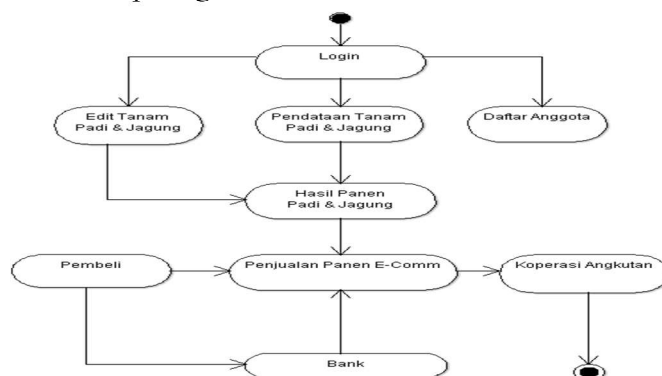 Login
Edit Tanam
Padi & Jagung
Pendataan Tanam
Padi & Jagung
Daftar Anggota
Hasil Panen
Padi & Jagung
Pembeli
Penjualan Panen E-Comm
Koperasi Angkutan
Bank